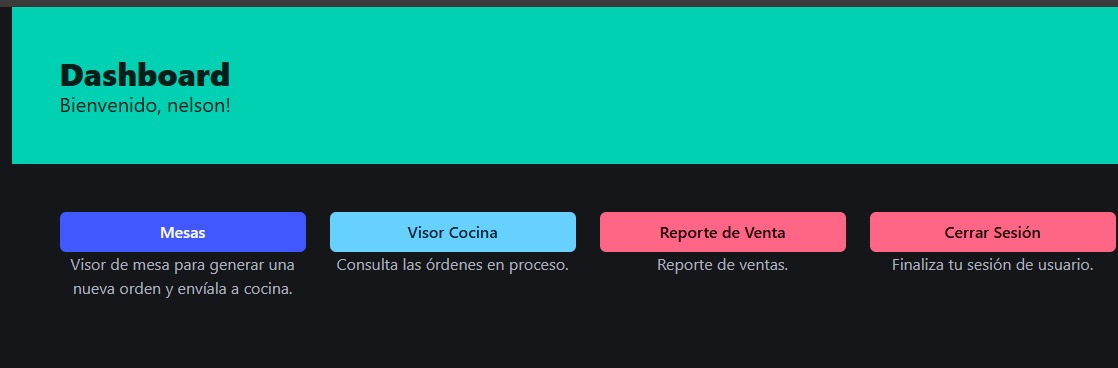 Dashboard
Bienvenido, nelson!
Mesas
Visor de mesa para generar una
nueva orden y envíala a cocina.
Visor Cocina
Consulta las órdenes en proceso.
Reporte de Venta
Reporte de ventas.
Cerrar Sesión
Finaliza tu sesión de usuario.